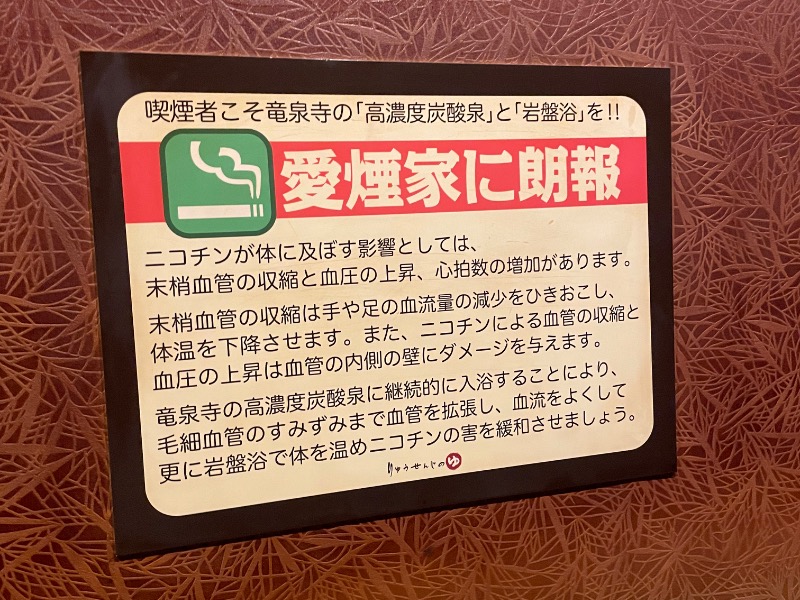 喫煙者こそ竜泉寺の「高濃度炭酸泉」と「岩盤浴」を!!
愛煙家に朗報
ニコチンが体に及ぼす影響としては、
末梢血管の収縮と血圧の上昇、心拍数の増加があります。
末梢血管の収縮は手や足の血流量の減少をひきおこし、
体温を下降させます。また、ニコチンによる血管の収縮と
血圧の上昇は血管の内側の壁にダメージを与えます。
竜泉寺の高濃度炭酸泉に継続的に入浴することにより、
毛細血管のすみずみまで血管を拡張し、血流をよくして
更に岩盤浴で体を温めニコチンの害を緩和させましょう。
りゅうせんじのゆ